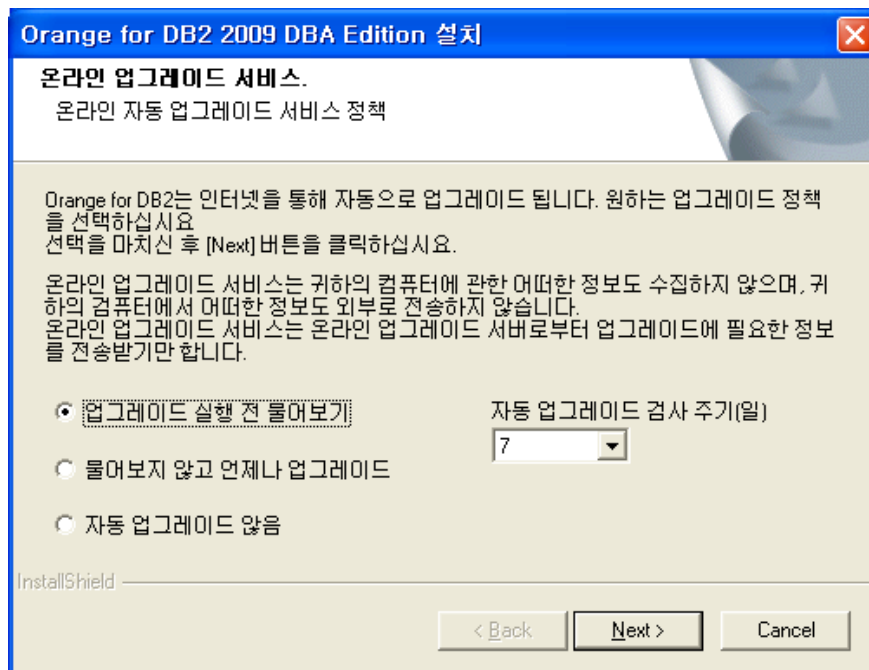 Orange for DB2 2009 DBA Edition 설치
온라인 업그레이드 서비스.
온라인 자동 업그레이드 서비스 정책
Orange for DB2는 인터넷을 통해 자동으로 업그레이드 됩니다. 원하는 업그레이드 정책
을 선택하십시요
선택을 마치신 후 [Next] 버튼을 클릭하십시요.
온라인 업그레이드 서비스는 귀하의 컴퓨터에 관한 어떠한 정보도 수집하지 않으며, 귀
하의 컴퓨터에서 어떠한 정보도 외부로 전송하지 않습니다.
온라인 업그레이드 서비스는 온라인 업그레이드 서버로부터 업그레이드에 필요한 정보
를 전송받기만 합니다.
업그레이드 실행 전 물어보기
자동 업그레이드 검사 주기(일)
7
물어보지 않고 언제나 업그레이드
자동 업그레이드 않음
InstallShield
< Back
Next >
Cancel